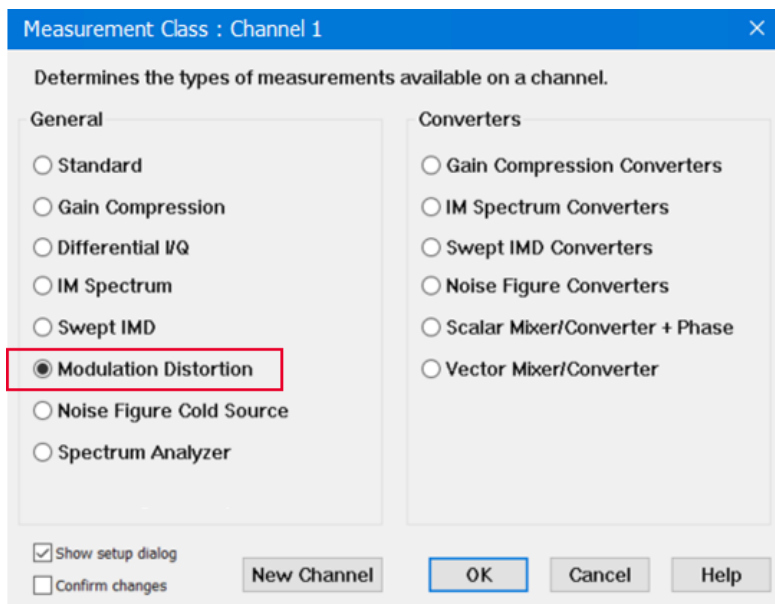 Measurement Class : Channel 1
Determines the types of measurements available on a channel.
General
Standard
Gain Compression
Differential I/Q
IM Spectrum
Swept IMD
Modulation Distortion
Noise Figure Cold Source
Spectrum Analyzer
Converters
Gain Compression Converters
IM Spectrum Converters
Swept IMD Converters
Noise Figure Converters
Scalar Mixer/Converter + Phase
Vector Mixer/Converter
Show setup dialog
Confirm changes
New Channel
OK
Cancel
Help